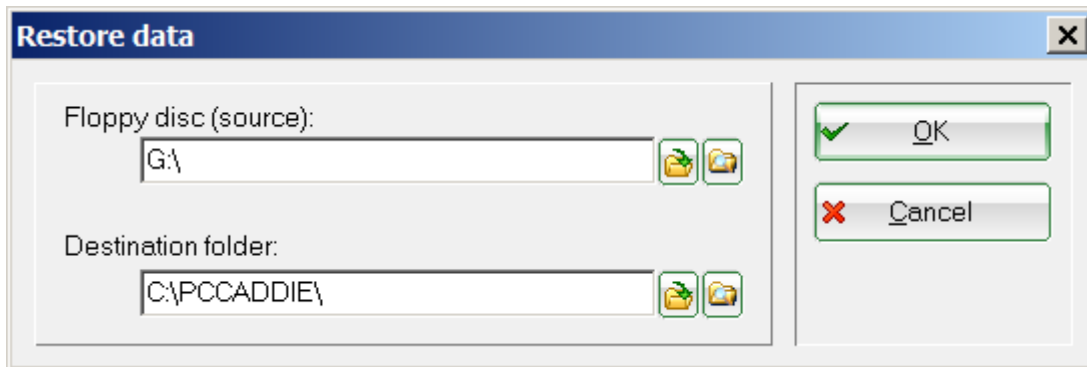 Restore data
Floppy disc (source):
G:\
Destination folder:
C:\PCCADDIE\
OK
Cancel